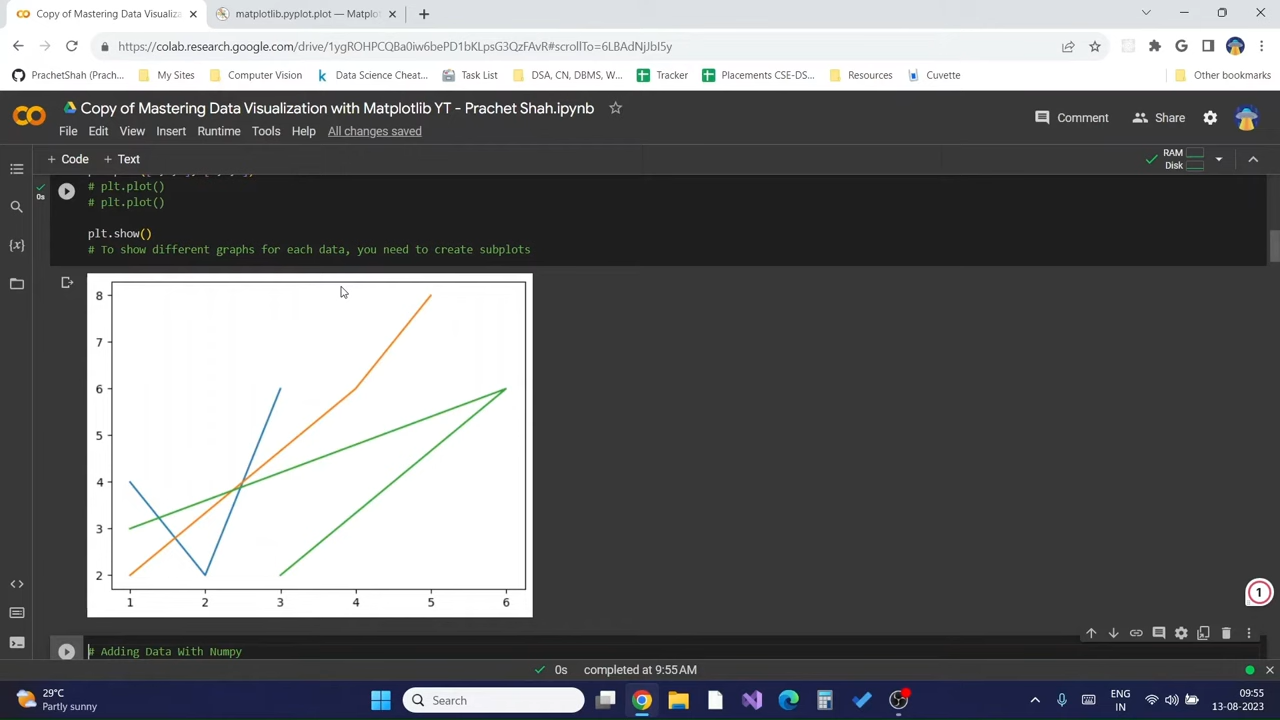 Copy of Mastering Data Visualiza
matplotlib.pyplot.plot — Matplot
https://colab.research.google.com/drive/1ygROHPCQBa0iw6bePD1bKLpsG3QzFAvR#scrollTo=6LBAdNjJbI5y
PrachetShah (Prach...
My Sites
Computer Vision
Data Science Cheat...
Task List
DSA, CN, DBMS, W...
Tracker
Placements CSE-DS...
Resources
Cuvette
Other bookmarks
Copy of Mastering Data Visualization with Matplotlib YT - Prachet Shah.ipynb
Comment
Share
File Edit View Insert Runtime Tools Help All changes saved
+ Code + Text
RAM
Disk
0s
# plt.plot()
# plt.plot()
plt.show()
# To show different graphs for each data, you need to create subplots
8
7
6
5
4
3
2
1 2 3 4 5 6
1
# Adding Data With Numpy
0s completed at 9:55 AM
29°C
Partly sunny
Search
ENG
IN
09:55
13-08-2023